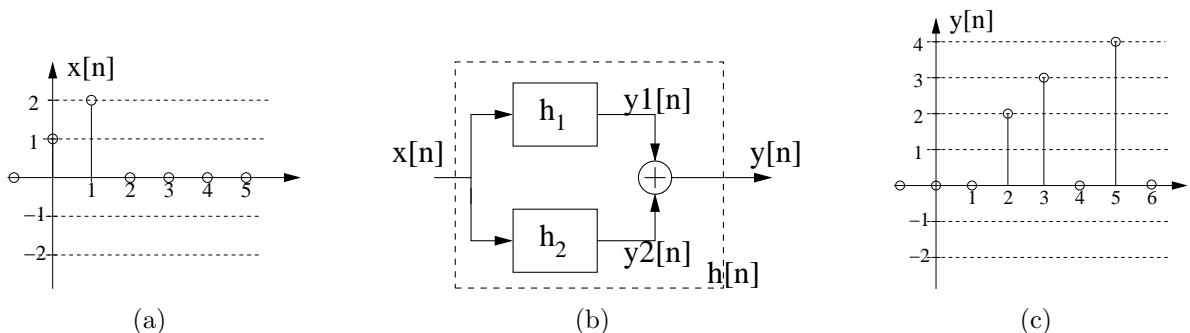 x[n]
2
1
1 2 3 4 5
−1
−2
(a)
x[n]
h1
y1[n]
y[n]
h2
y2[n]
h[n]
(b)
y[n]
4
3
2
1
1 2 3 4 5 6
−1
−2
(c)